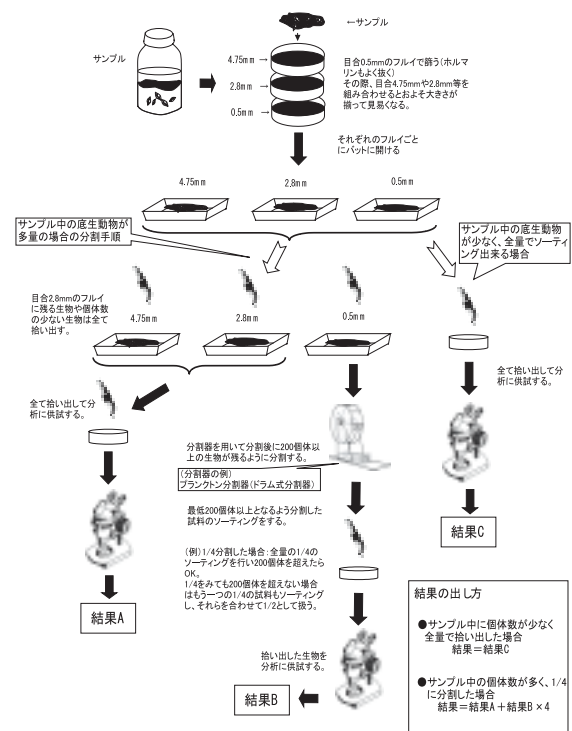 ←サンプル
サンプル
4.75mm →
2.8mm →
0.5mm →
目合0.5mmのフルイで篩う(ホルマ
リンもよく抜く)
その際、目合4.75mmや2.8mm等を
組み合わせるとおよそ大きさが
揃って見易くなる。
それぞれのフルイごと
にバットに開ける
4.75mm
2.8mm
0.5mm
サンプル中の底生動物が
多量の場合の分割手順
サンプル中の底生動物
が少なく、全量でソーティ
ング出来る場合
目合2.8mmのフルイ
に残る生物や個体数
の少ない生物は全て
拾い出す。
4.75mm
2.8mm
0.5mm
全て拾い出して分
析に供試する。
全て拾い出して分
析に供試する。
分割器を用いて分割後に200個体以
上の生物が残るように分割する。
(分割器の例)
プランクトン分割器(ドラム式分割器)
最低200個体以上となるよう分割した
試料のソーティングをする。
(例)1/4分割した場合:全量の1/4の
ソーティングを行い200個体を超えたら
OK。
1/4をみても200個体を超えない場合
はもう一つの1/4の試料もソーティング
し、それらを合わせて1/2として扱う。
結果C
結果A
拾い出した生物を
分析に供試する。
結果B
結果の出し方
●サンプル中に個体数が少なく
全量で拾い出した場合
結果=結果C
●サンプル中の個体数が多く、1/4
に分割した場合
結果=結果A+結果B×4